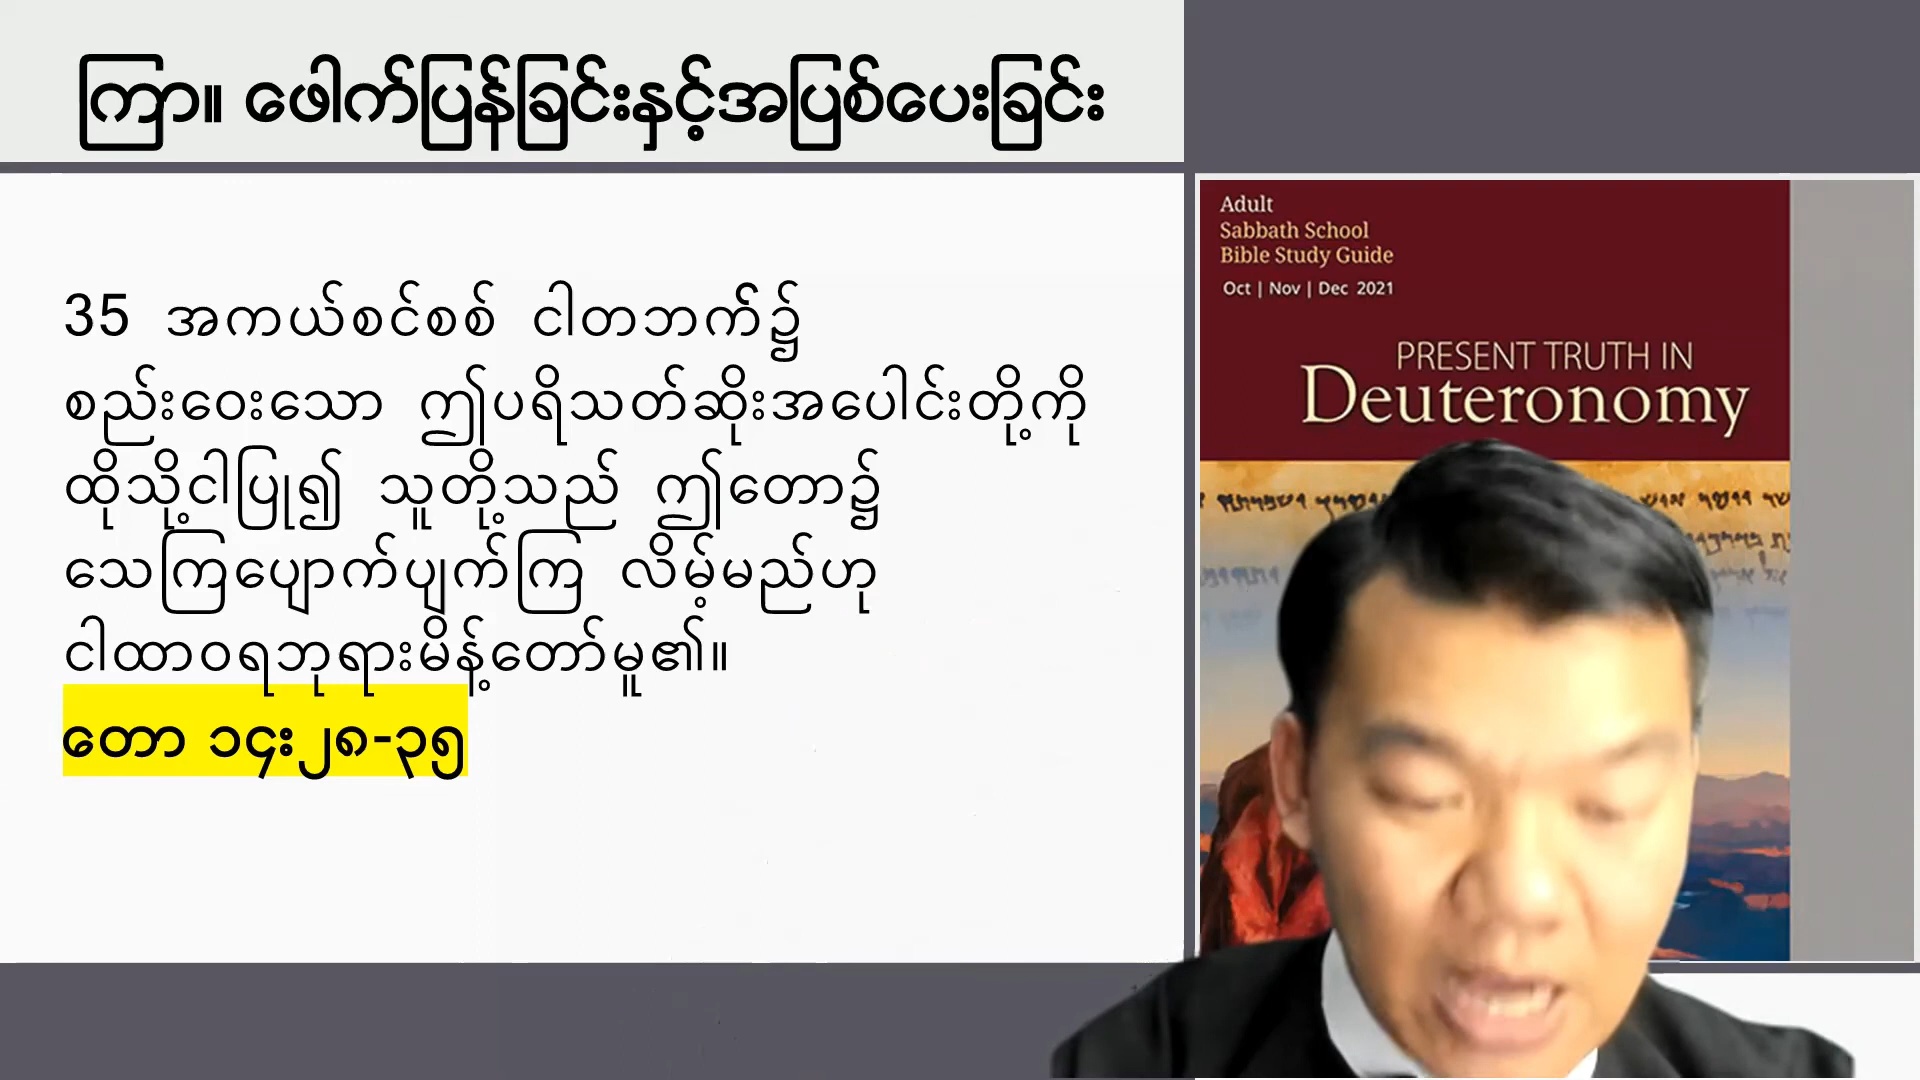 ကြာ။ ဖေါက်ပြန်ခြင်းနှင့်အပြစ်ပေးခြင်း
35 အကယ်စင်စစ် ငါတဘက်၌
စည်းဝေးသော ဤပရိသတ်ဆိုးအပေါင်းတို့ကို
ထိုသို့ငါပြု၍ သူတို့သည် ဤတော၌
သေကြပျောက်ပျက်ကြ လိမ့်မည်ဟု
ငါထာဝရဘုရားမိန့်တော်မူ၏။
တော ၁၄း၂၈-၃၅
Adult
Sabbath School
Bible Study Guide
Oct | Nov | Dec 2021
PRESENT TRUTH IN
Deuteronomy